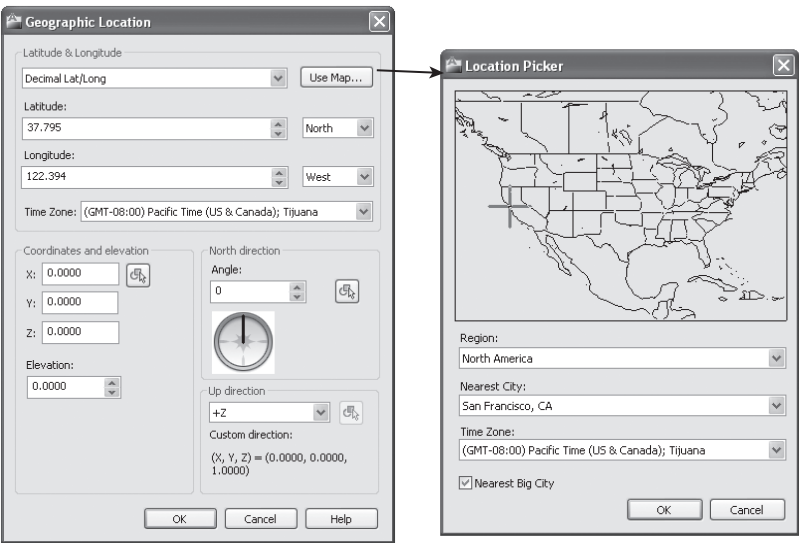 Geographic Location
Latitude & Longitude
Decimal Lat/Long
Use Map...
Latitude:
37.795
North
Longitude:
122.394
West
Time Zone: (GMT-08:00) Pacific Time (US & Canada); Tijuana
Coordinates and elevation
X: 0.0000
Y: 0.0000
Z: 0.0000
Elevation:
0.0000
North direction
Angle:
0
Up direction
+Z
Custom direction:
(X, Y, Z) = (0.0000, 0.0000,
1.0000)
OK
Cancel
Help
Location Picker
Region:
North America
Nearest City:
San Francisco, CA
Time Zone:
(GMT-08:00) Pacific Time (US & Canada); Tijuana
Nearest Big City
OK
Cancel